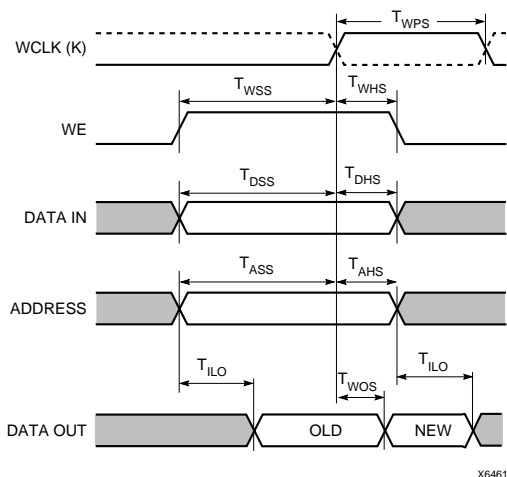 TWPS
WCLK (K)
TWSS TWHS
WE
TDSS TDHS
DATA IN
TASS TAHS
ADDRESS
TILO TWOS TILO
DATA OUT OLD NEW
X6461